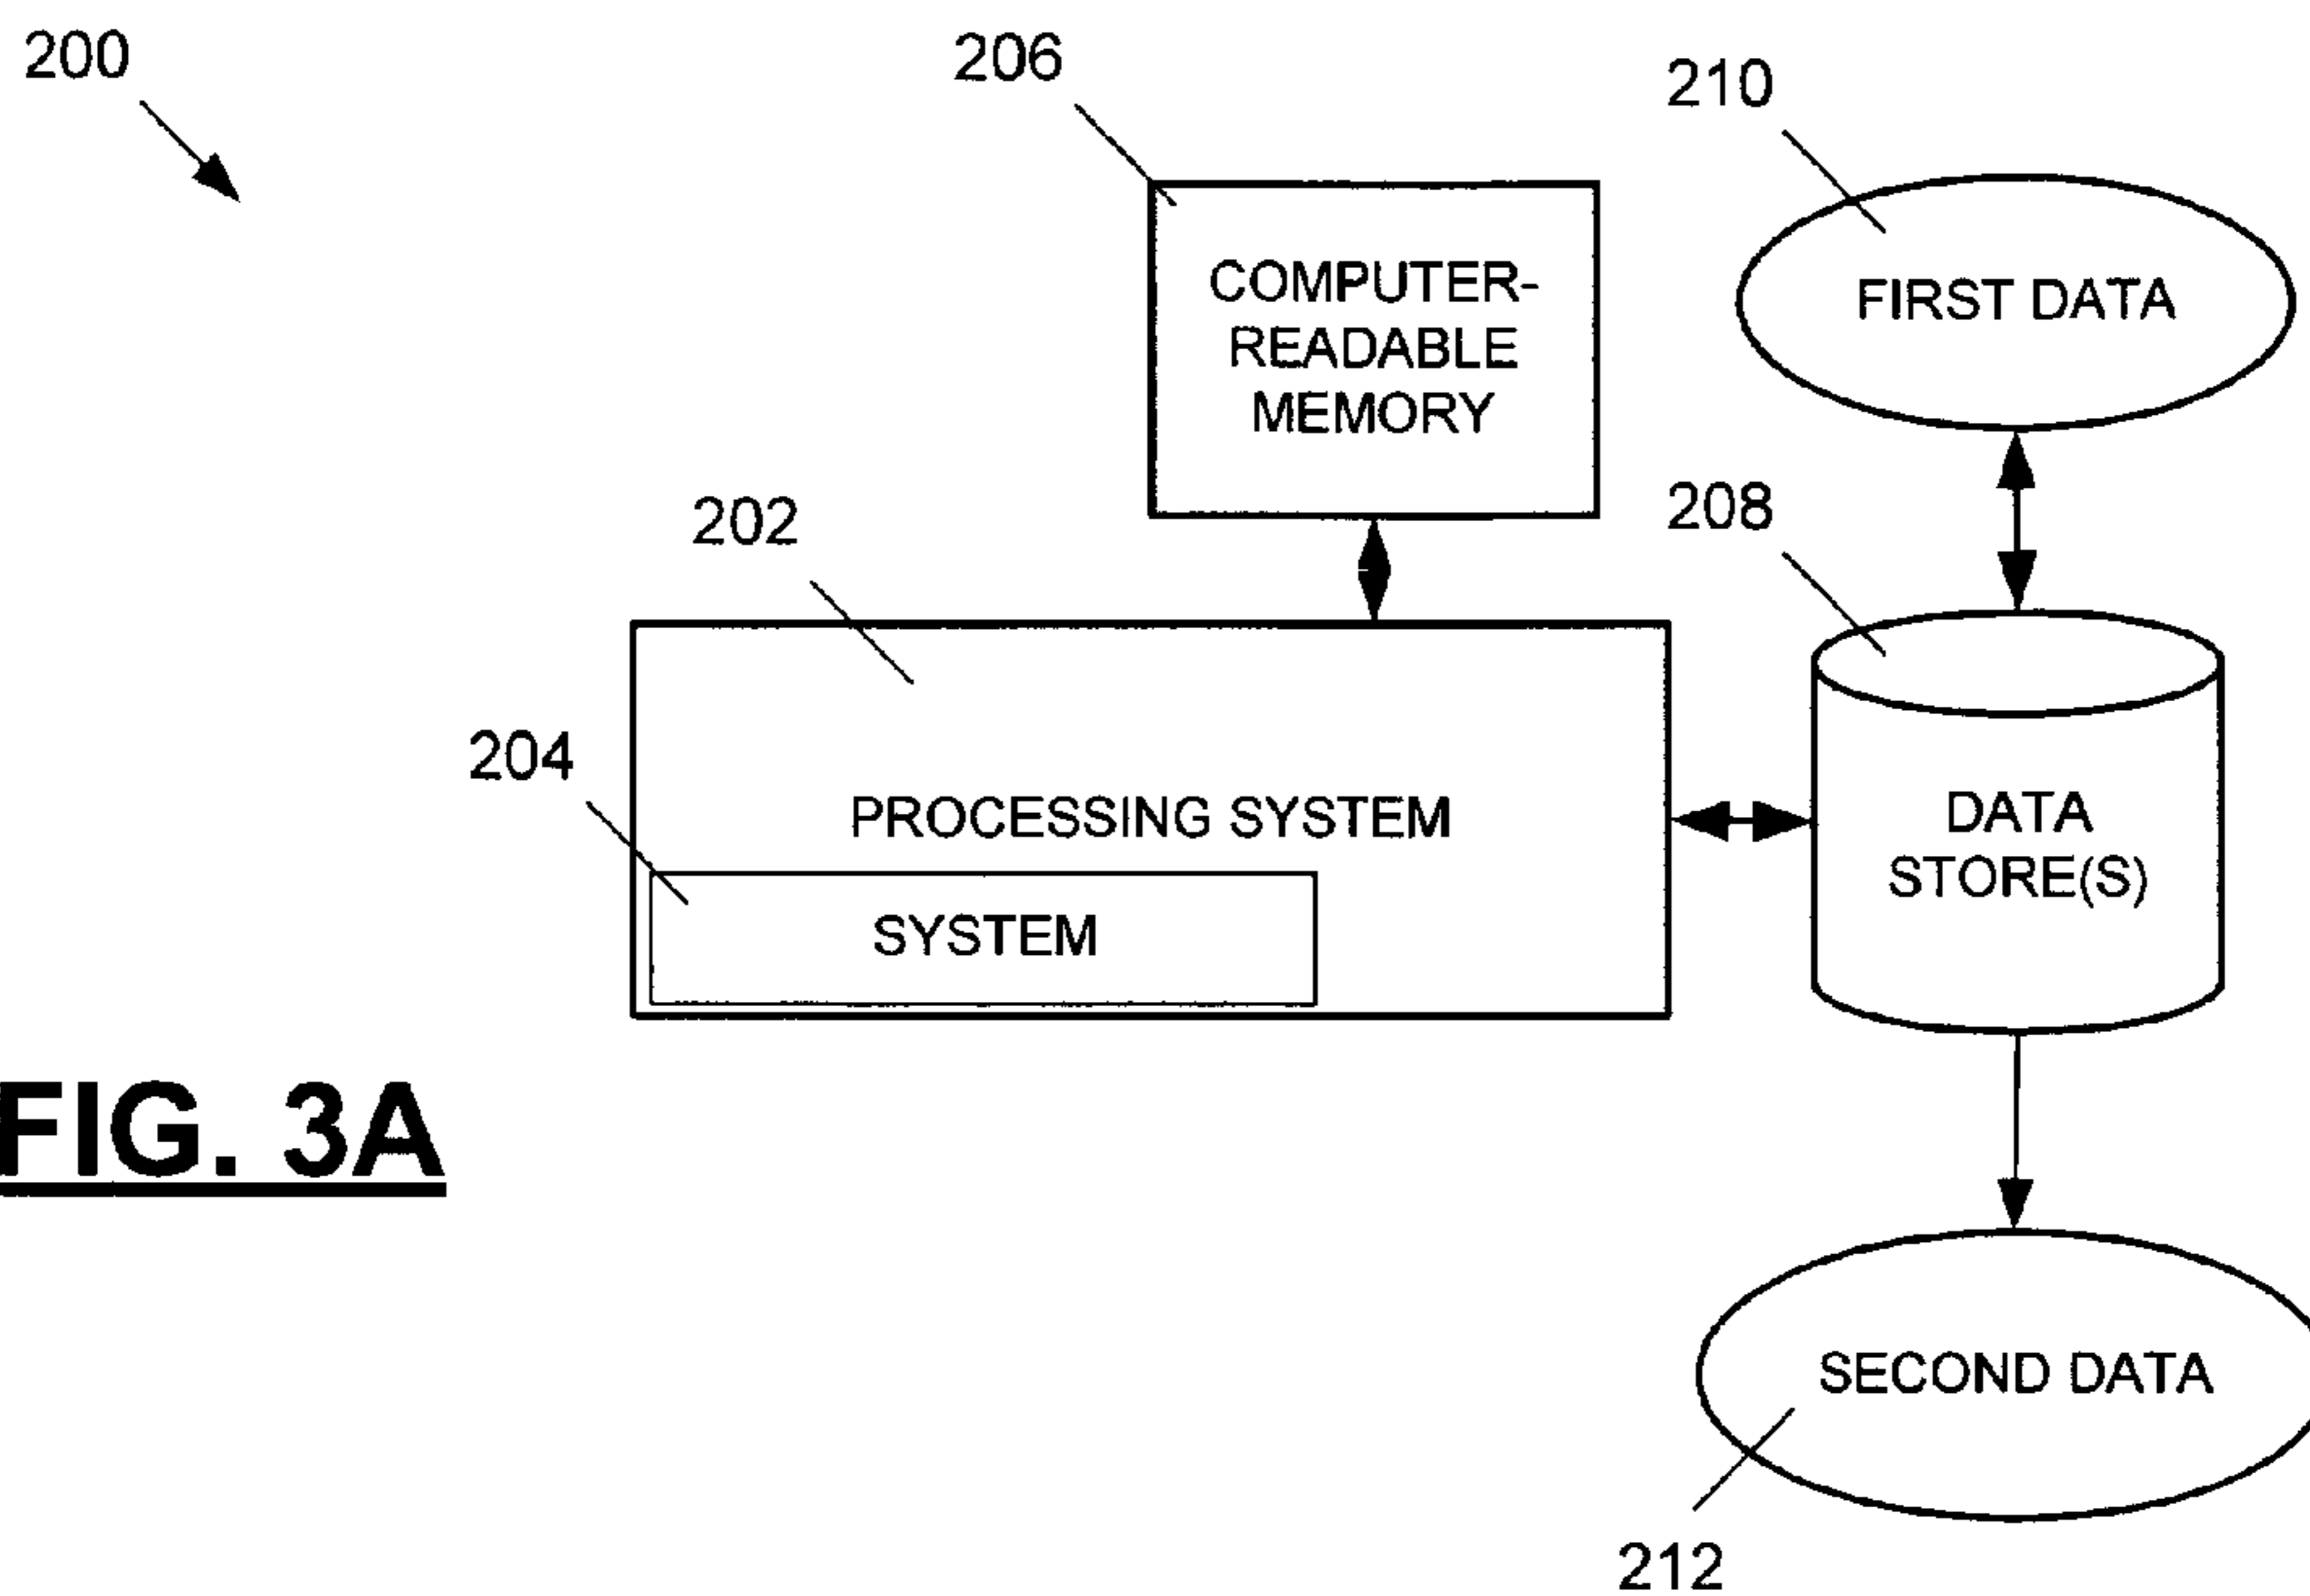 200
206
210
COMPUTER-
READABLE
MEMORY
FIRST DATA
202
208
204
PROCESSING SYSTEM
DATA
STORE(S)
SYSTEM
FIG. 3A
SECOND DATA
212